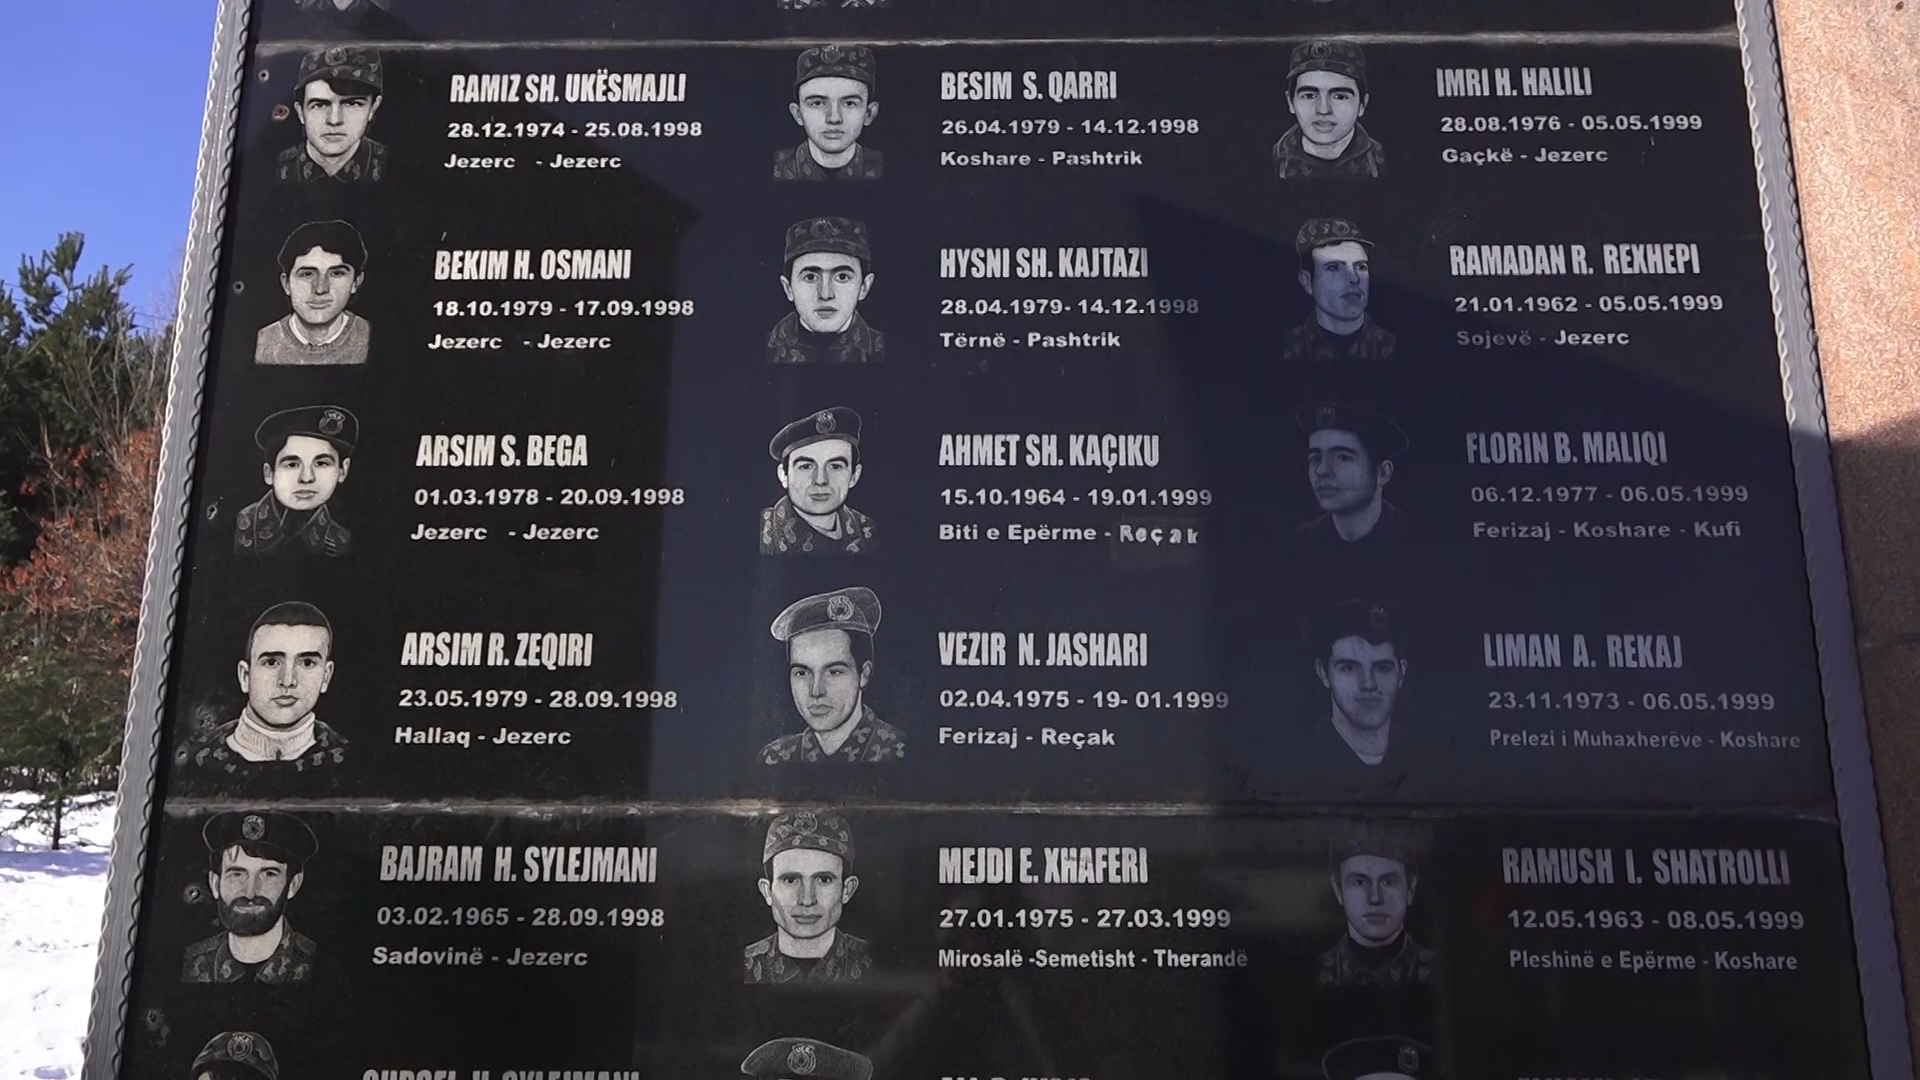 RAMIZ SH. UKËSMAJLI
28.12.1974 - 25.08.1998
Jezerc - Jezerc
BESIM S. QARRI
26.04.1979 - 14.12.1998
Koshare - Pashtrik
IMRI H. HALILI
28.08.1976 - 05.05.1999
Gaçkë - Jezerc
BEKIM H. OSMANI
18.10.1979 - 17.09.1998
Jezerc - Jezerc
HYSNI SH. KAJTAZI
28.04.1979- 14.12.1998
Tërnë - Pashtrik
RAMADAN R. REXHEPI
21.01.1962 - 05.05.1999
Sojevë - Jezerc
ARSIM S. BEGA
01.03.1978 - 20.09.1998
Jezerc - Jezerc
AHMET SH. KAÇIKU
15.10.1964 - 19.01.1999
Biti e Epërme - Reçak
FLORIN B. MALIQI
06.12.1977 - 06.05.1999
Ferizaj - Koshare - Kufi
ARSIM R. ZEQIRI
23.05.1979 - 28.09.1998
Hallaq - Jezerc
VEZIR N. JASHARI
02.04.1975 - 19- 01.1999
Ferizaj - Reçak
LIMAN A. REKAJ
23.11.1973 - 06.05.1999
Prelezi i Muhaxherëve - Koshare
BAJRAM H. SYLEJMANI
03.02.1965 - 28.09.1998
Sadovinë - Jezerc
MEJDI E. XHAFERI
27.01.1975 - 27.03.1999
Mirosalë -Semetisht - Therandë
RAMUSH I. SHATROLLI
12.05.1963 - 08.05.1999
Pleshinë e Epërme - Koshare